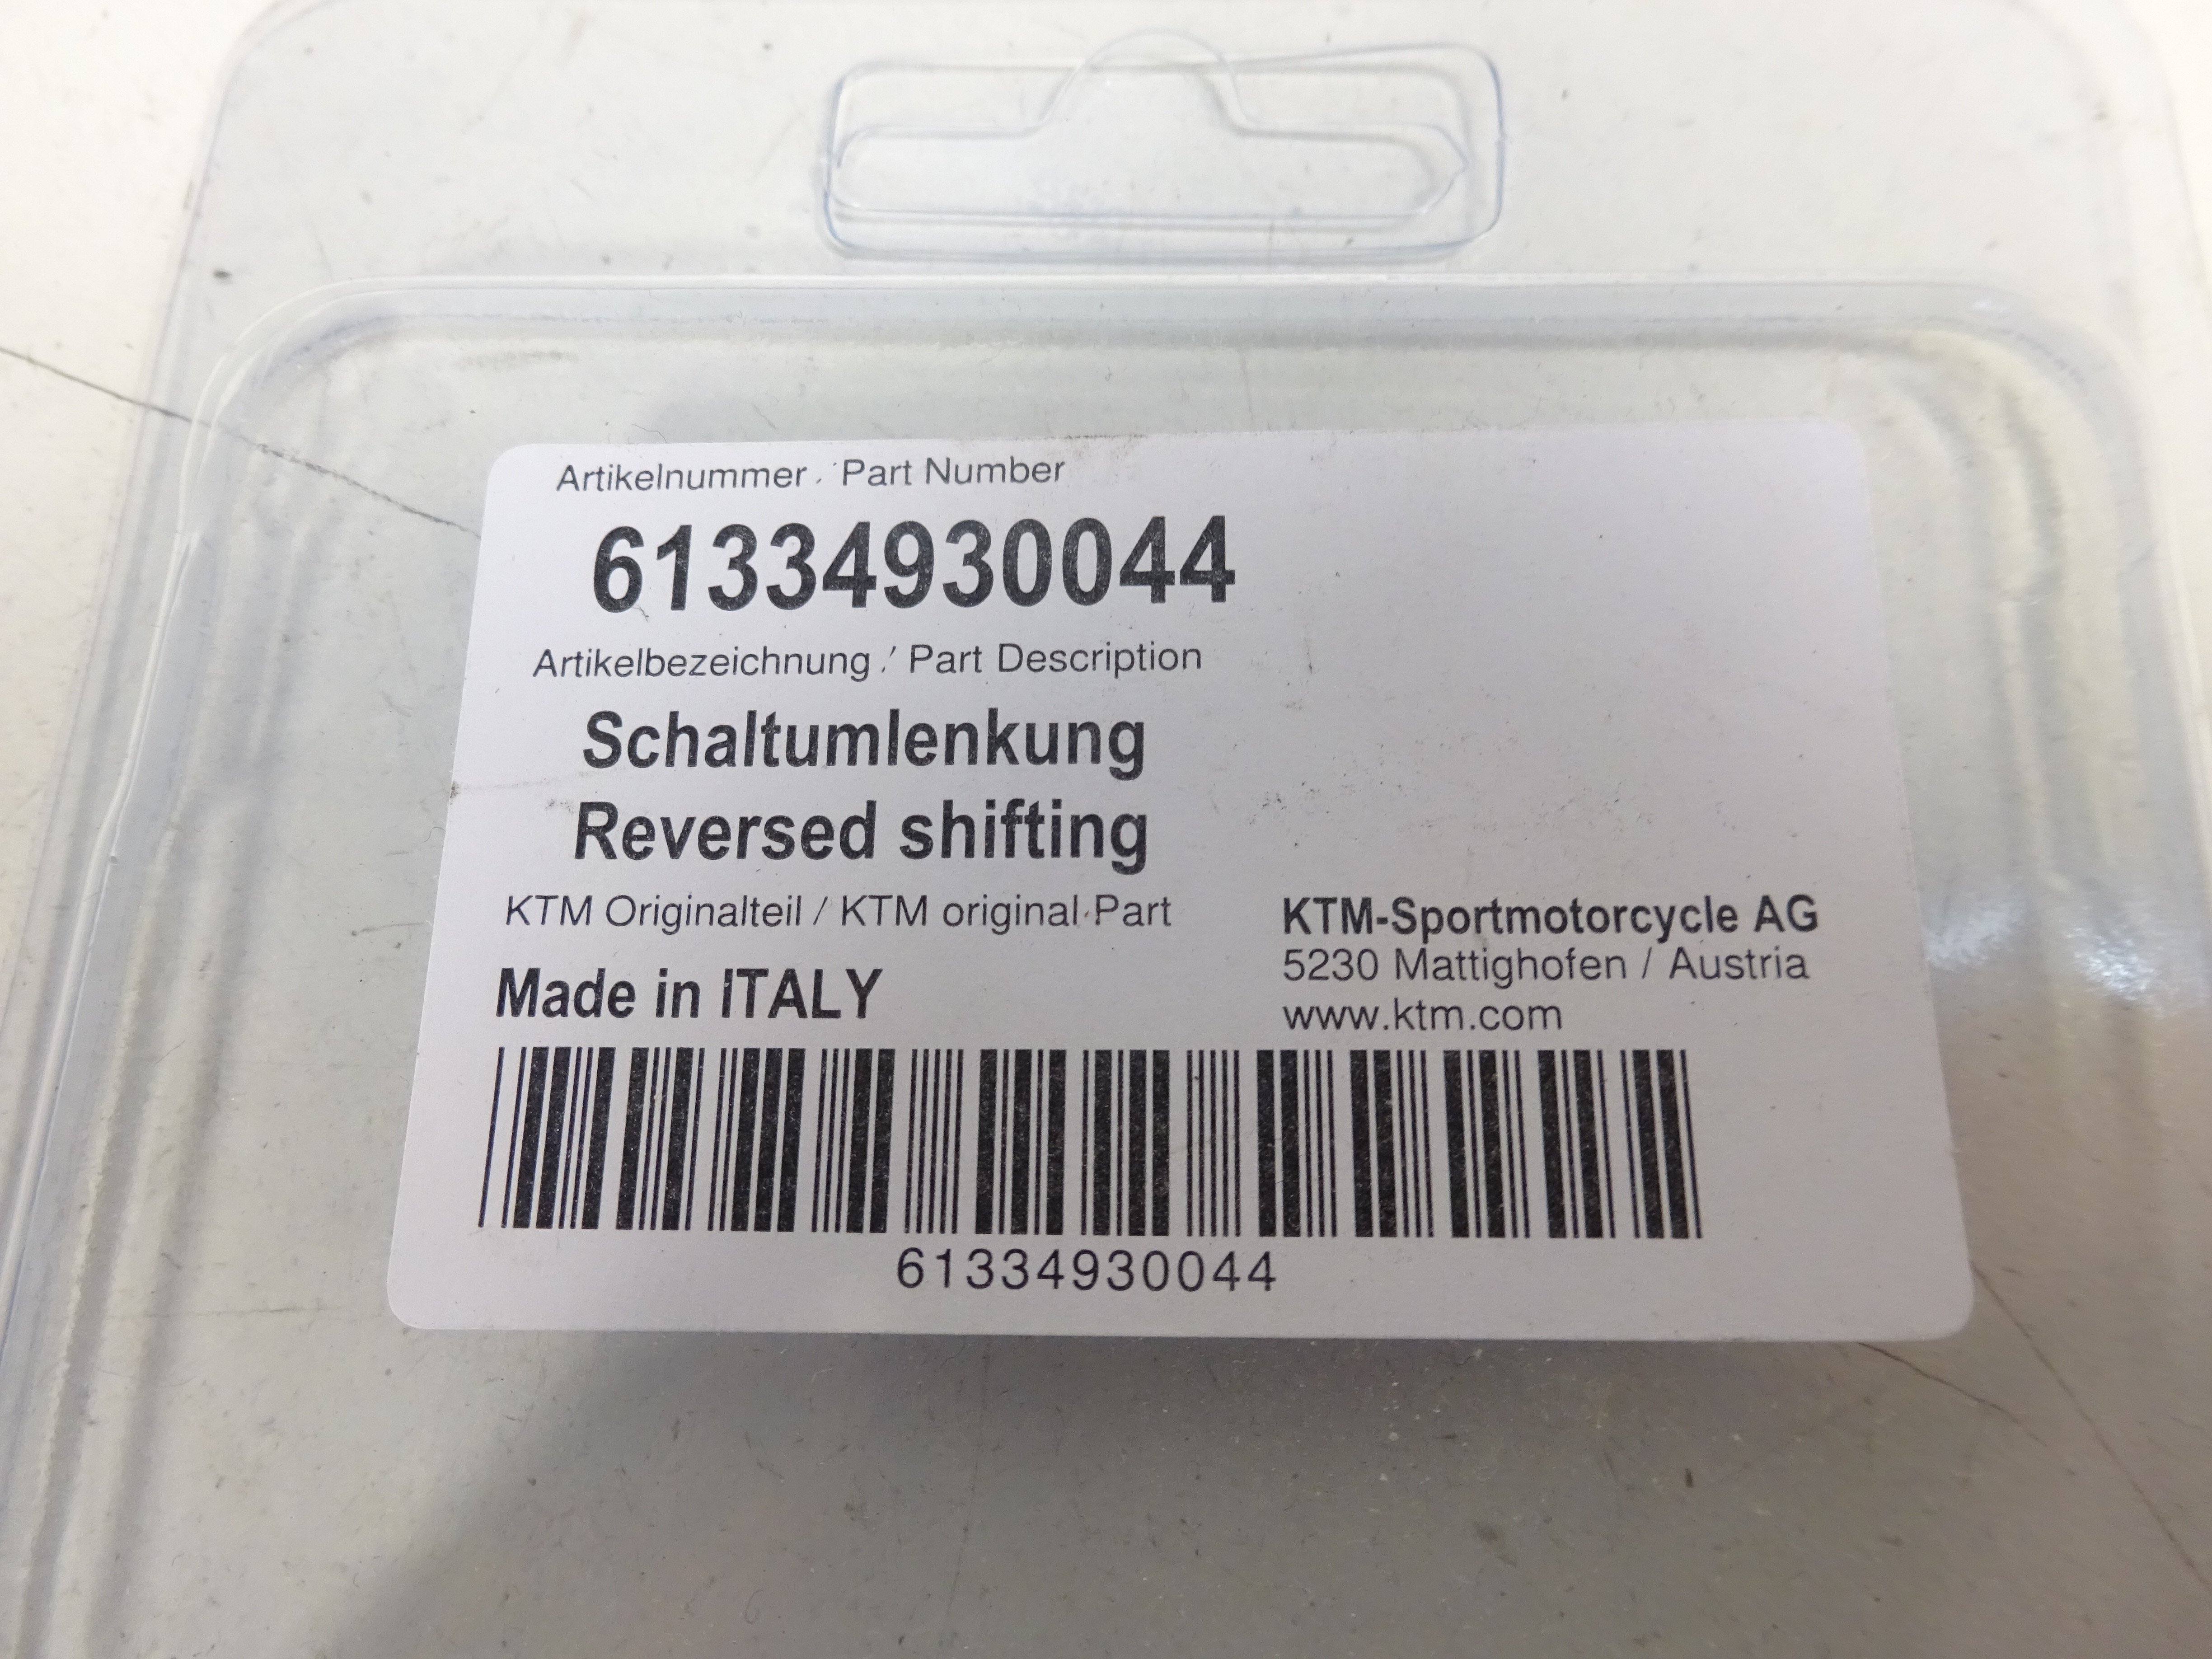 Artikelnummer / Part Number
61334930044
Artikelbezeichnung / Part Description
Schaltumlenkung
Reversed shifting
KTM Originalteil / KTM original Part
Made in ITALY
KTM-Sportmotorcycle AG
5230 Mattighofen / Austria
www.ktm.com
61334930044